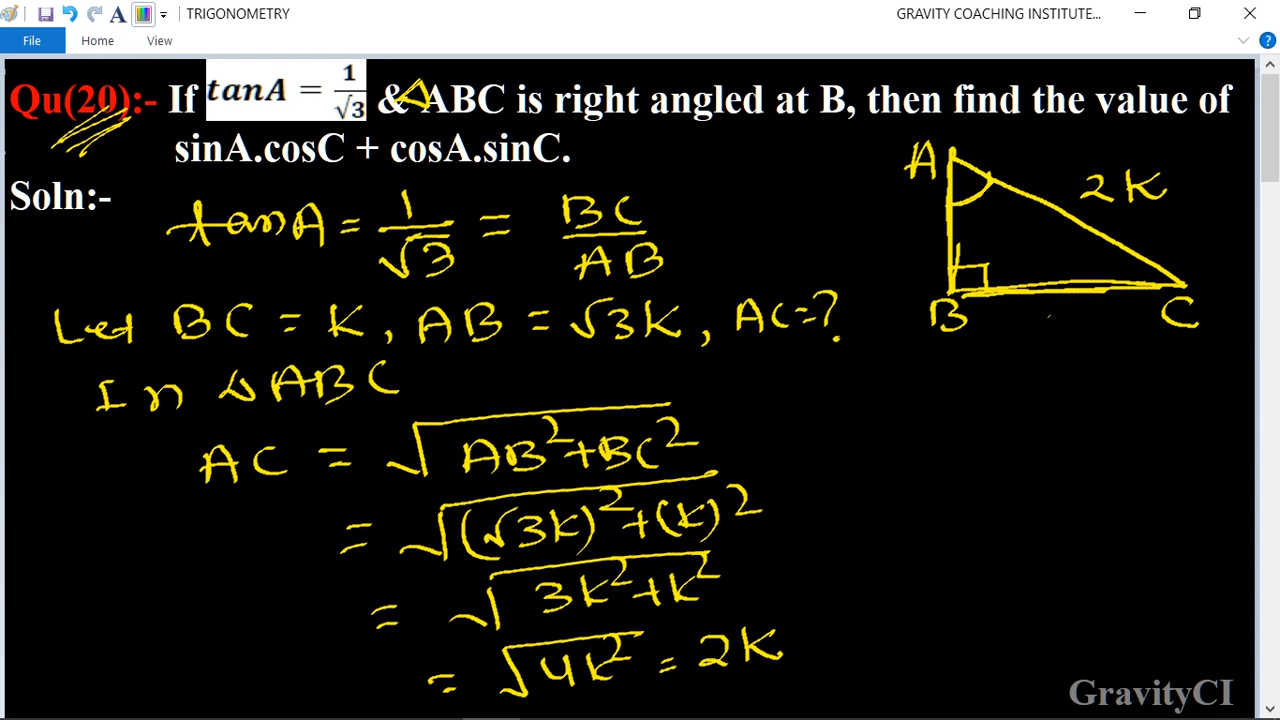 TRIGONOMETRY
GRAVITY COACHING INSTITUTE...
File Home View
Qu(20):- If tanA = 1/√3 & △ABC is right angled at B, then find the value of
sinA.cosC + cosA.sinC.
Soln:-
tanA = 1/√3 = BC/AB
Let BC = K, AB = √3K, AC=?
In △ABC
AC = √(AB²+BC²)
= √((√3K)²+(K)²)
= √(3K²+K²)
= √(4K²) = 2K
A
2K
B
C
GravityCI